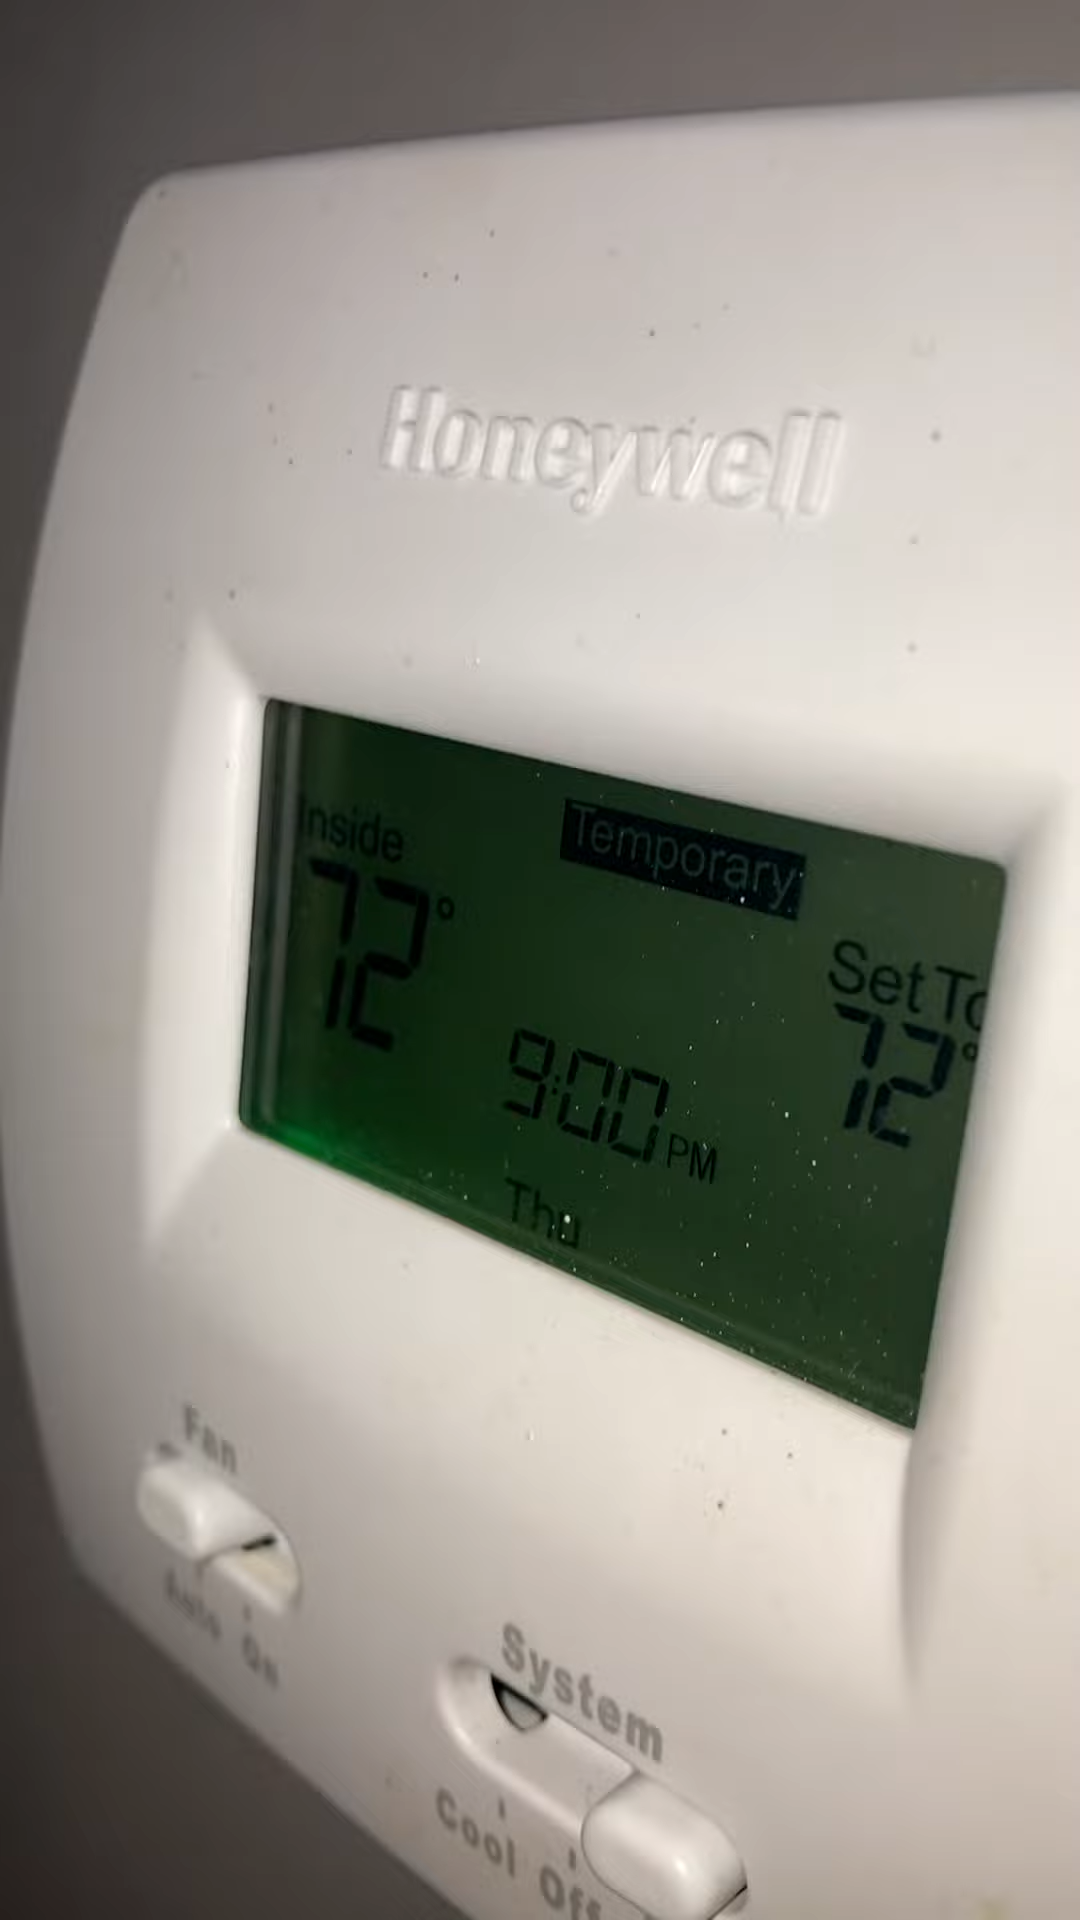 Honeywell
Inside
Temporary
72°
Set To
72°
9:00 PM
Thu
Fan
Auto On
System
Cool Off